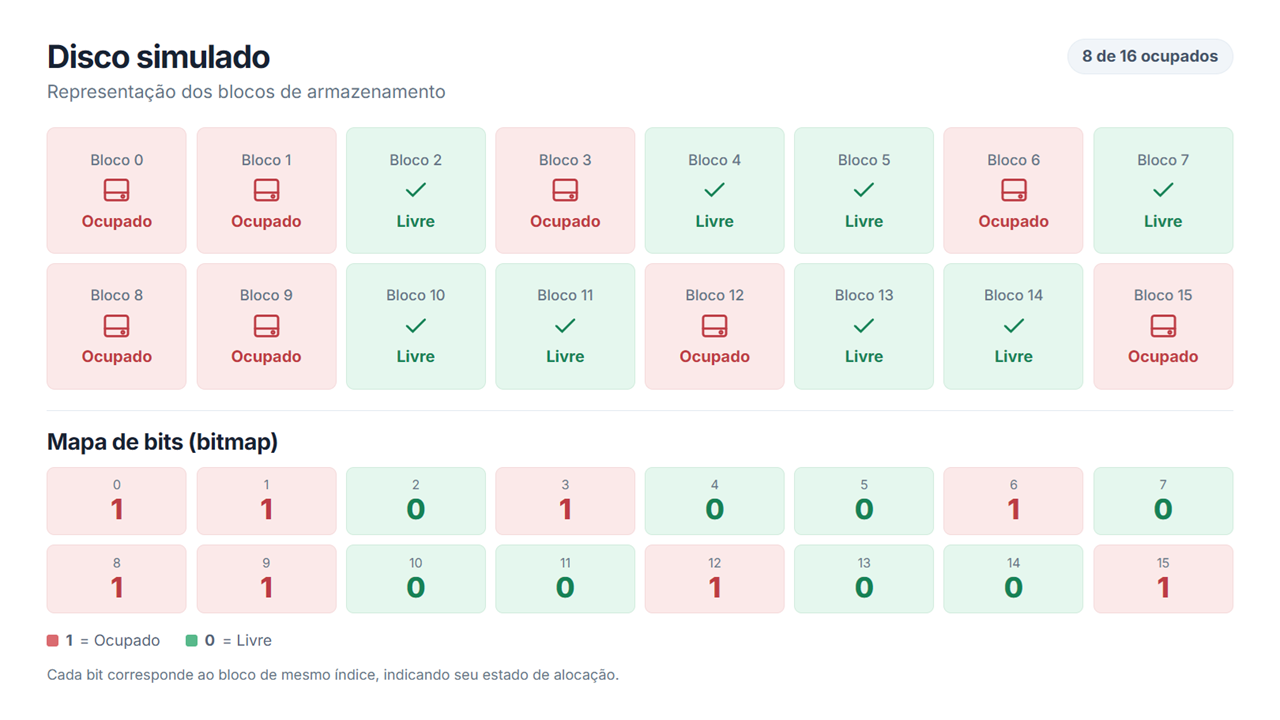 Disco simulado
8 de 16 ocupados
Representação dos blocos de armazenamento
Bloco 0 Bloco 1 Bloco 2 Bloco 3 Bloco 4 Bloco 5 Bloco 6 Bloco 7
Ocupado Ocupado Livre Ocupado Livre Livre Ocupado Livre
Bloco 8 Bloco 9 Bloco 10 Bloco 11 Bloco 12 Bloco 13 Bloco 14 Bloco 15
Ocupado Ocupado Livre Livre Ocupado Livre Livre Ocupado
Mapa de bits (bitmap)
0 1 2 3 4 5 6 7
1 1 0 1 0 0 1 0
8 9 10 11 12 13 14 15
1 1 0 0 1 0 0 1
1 = Ocupado 0 = Livre
Cada bit corresponde ao bloco de mesmo índice, indicando seu estado de alocação.